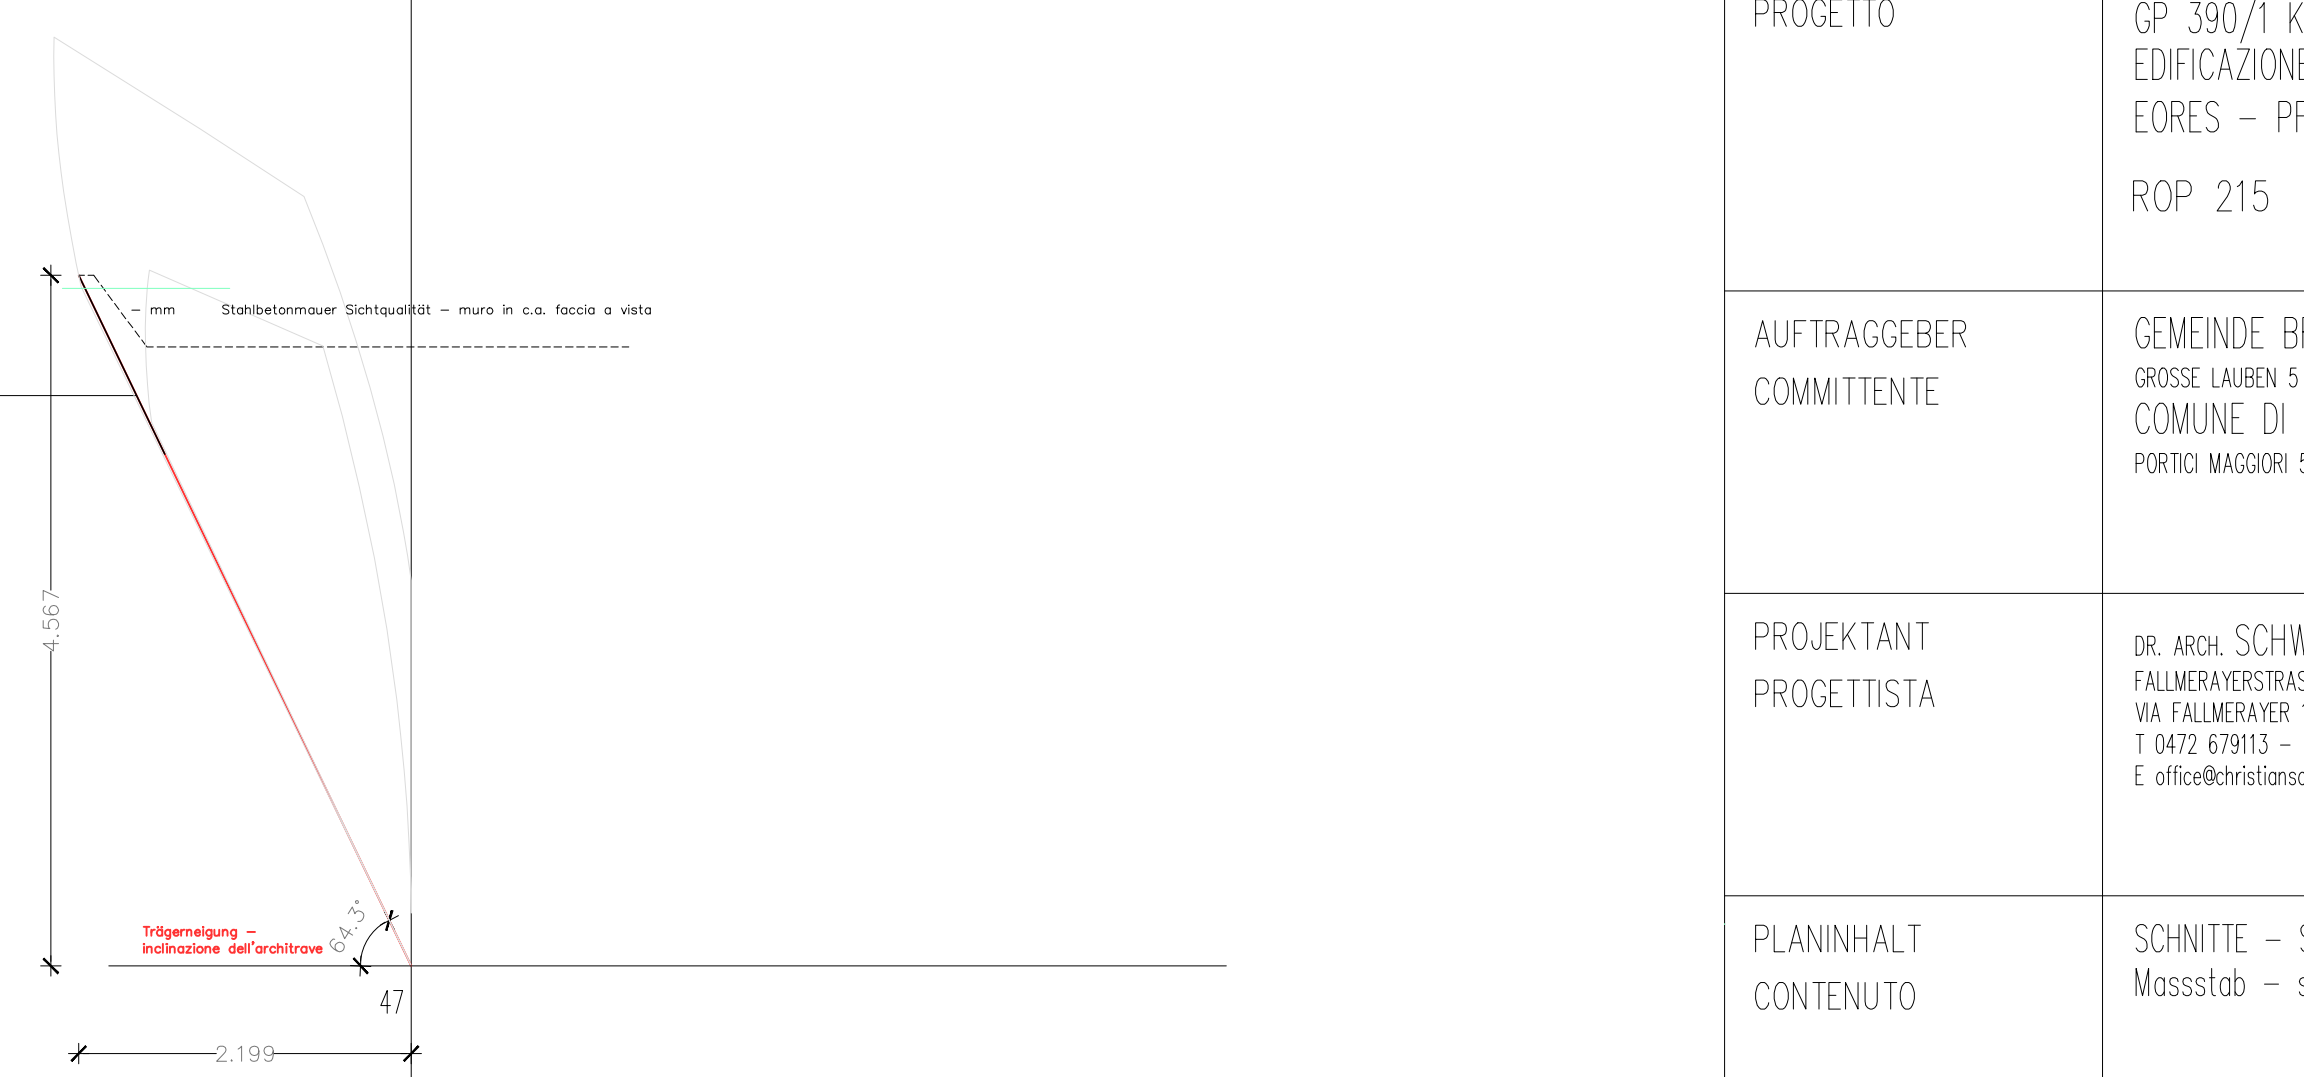 - mm Stahlbetonmauer Sichtqualität - muro in c.a. faccia a vista
4.567
Trägerneigung -
inclinazione dell'architrave
64.3°
47
2.199
PROGETTO
GP 390/1 K
EDIFICAZIONE
EORES - PF
ROP 215
AUFTRAGGEBER
COMMITTENTE
GEMEINDE
GROSSE LAUBEN 5
COMUNE DI
PORTICI MAGGIORI 5
PROJEKTANT
PROGETTISTA
DR. ARCH. SCHW
FALLMERAYERSTRAS
VIA FALLMERAYER 1
T 0472 679113 -
E office@christiansc
PLANINHALT
CONTENUTO
SCHNITTE - S
Massstab - s